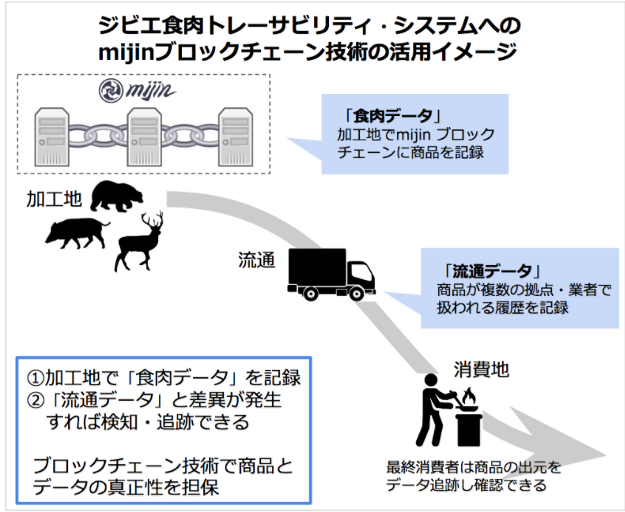 ジビエ食肉トレーサビリティ・システムへの
mijinブロックチェーン技術の活用イメージ
mijin
「食肉データ」
加工地でmijin ブロック
チェーンに商品を記録
加工地
流通
「流通データ」
商品が複数の拠点・業者で
扱われる履歴を記録
消費地
①加工地で「食肉データ」を記録
②「流通データ」と差異が発生
すれば検知・追跡できる
ブロックチェーン技術で商品と
データの真正性を担保
最終消費者は商品の出元を
データ追跡し確認できる